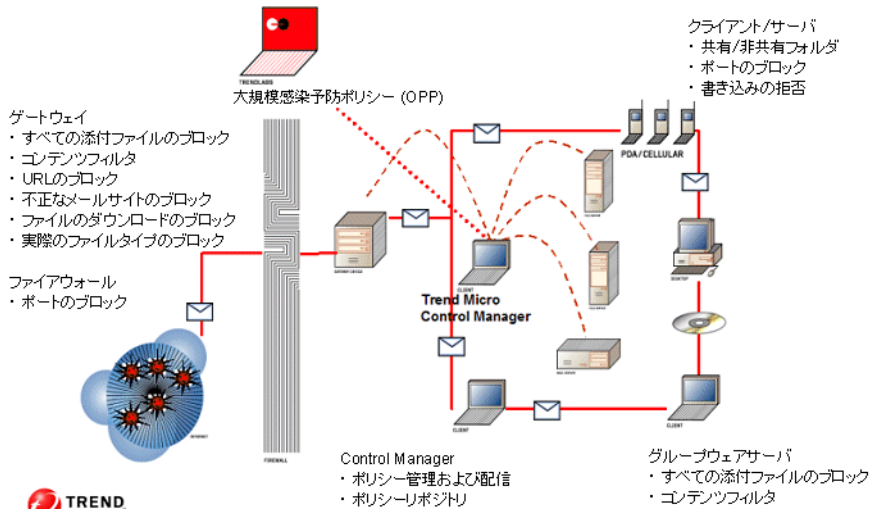 クライアント/サーバ
・ 共有/非共有フォルダ
・ ポートのブロック
・ 書き込みの拒否
TRENDLABS
大規模感染予防ポリシー (OPP)
ゲートウェイ
・ すべての添付ファイルのブロック
・ コンテンツフィルタ
・ URLのブロック
・ 不正なメールサイトのブロック
・ ファイルのダウンロードのブロック
・ 実際のファイルタイプのブロック
PDA/CELLULAR
ファイアウォール
・ ポートのブロック
DESKTOP
CLIENT
Trend Micro
Control Manager
CLIENT
CLIENT
INTERNET
FIREWALL
Control Manager
・ ポリシー管理および配信
・ ポリシーリポジトリ
グループウェアサーバ
・ すべての添付ファイルのブロック
・ コンテンツフィルタ
TREND